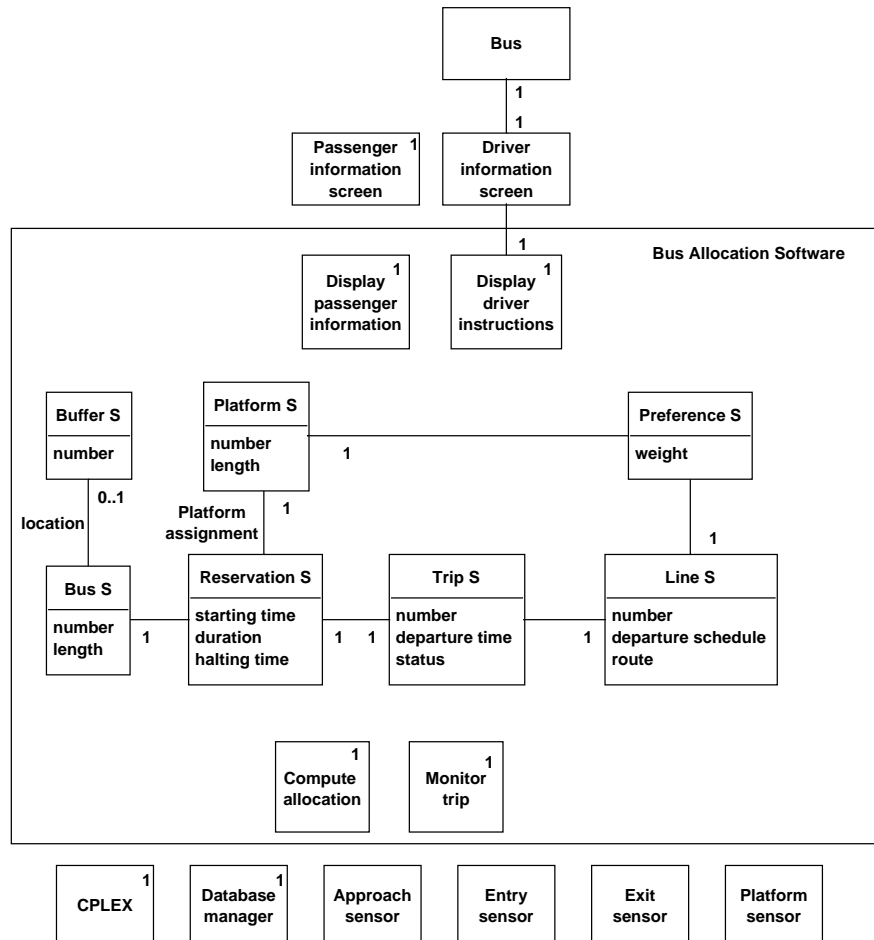 Bus
1
1
Passenger
information
screen
1
Driver
information
screen
1
Bus Allocation Software
Display
passenger
information
1
Display
driver
instructions
1
Buffer S
number
Platform S
number
length
1
Preference S
weight
0..1
location
Platform
assignment
1
1
Bus S
number
length
1
Reservation S
starting time
duration
halting time
1
1
Trip S
number
departure time
status
1
Line S
number
departure schedule
route
Compute
allocation
1
Monitor
trip
1
CPLEX
1
Database
manager
1
Approach
sensor
Entry
sensor
Exit
sensor
Platform
sensor